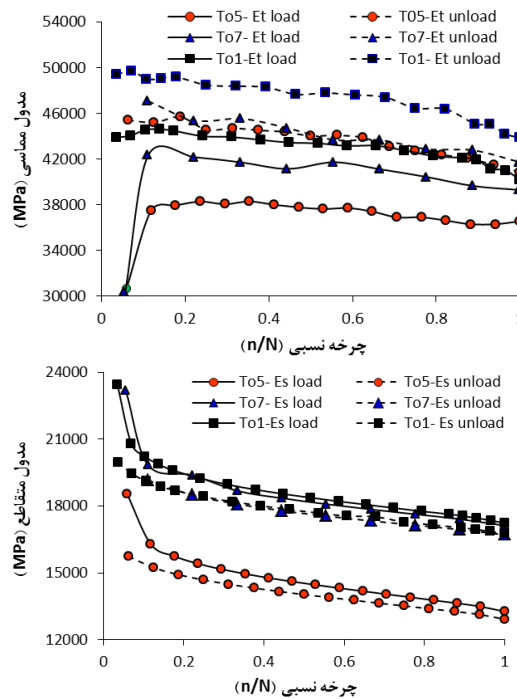 To5- Et load T05-Et unload
To7- Et load To7-Et unload
To1-Et load To1- Et unload
54000
50000
46000
42000
38000
34000
30000
مدول مماسی (MPa)
0 0.2 0.4 0.6 0.8 1
چرخه نسبی (n/N)
To5- Es load To5-Es unload
To7- Es load To7-Es unload
To1-Es load To1- Es unload
24000
21000
18000
15000
12000
مدول متقاطع (MPa)
0 0.2 0.4 0.6 0.8 1
چرخه نسبی (n/N)